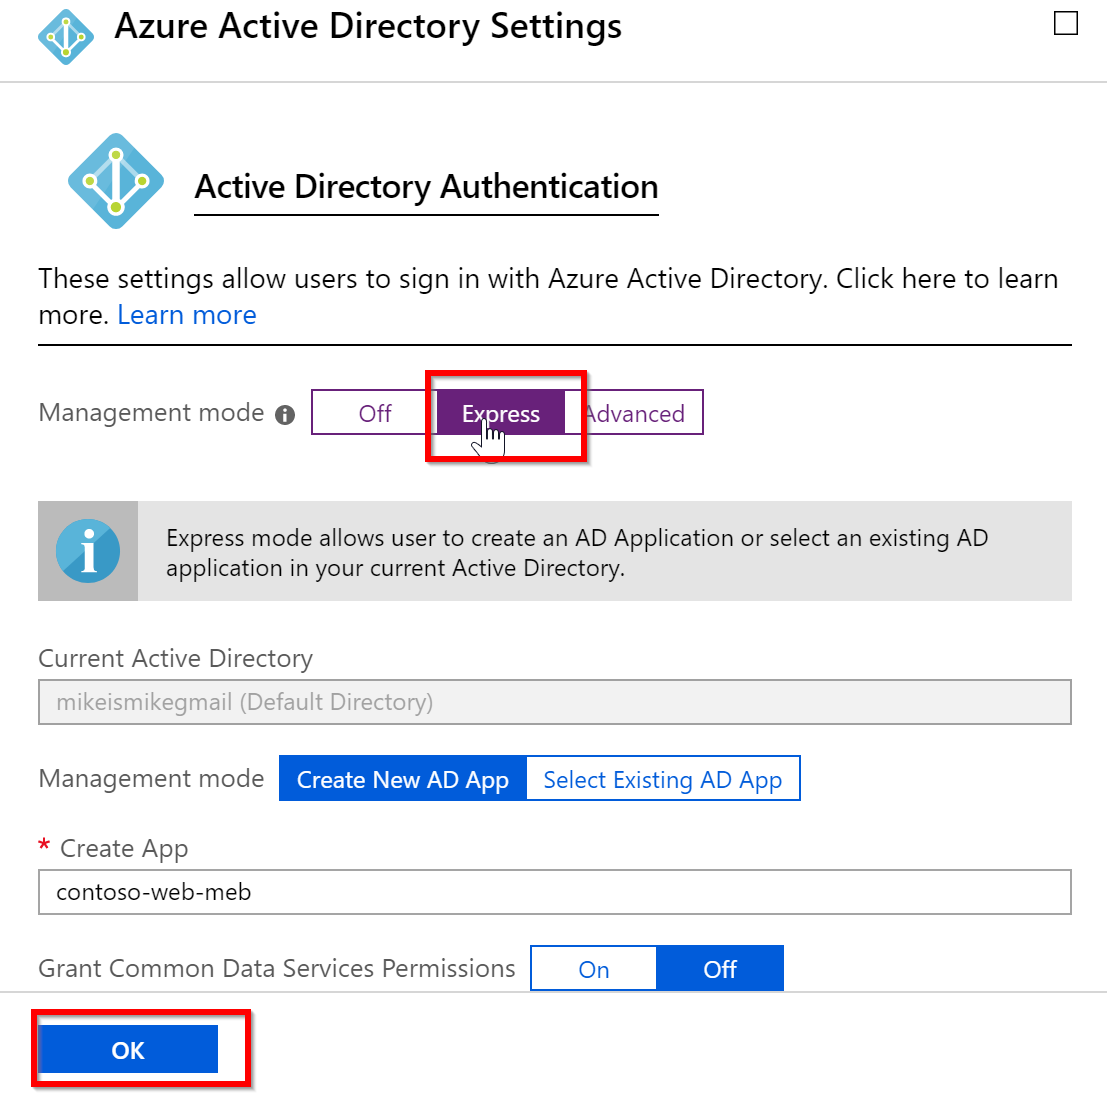 Azure Active Directory Settings
Active Directory Authentication
These settings allow users to sign in with Azure Active Directory. Click here to learn
more. Learn more
Management mode Off Express Advanced
Express mode allows user to create an AD Application or select an existing AD
application in your current Active Directory.
Current Active Directory
mikeismikegmail (Default Directory)
Management mode Create New AD App Select Existing AD App
* Create App
contoso-web-meb
Grant Common Data Services Permissions On Off
OK